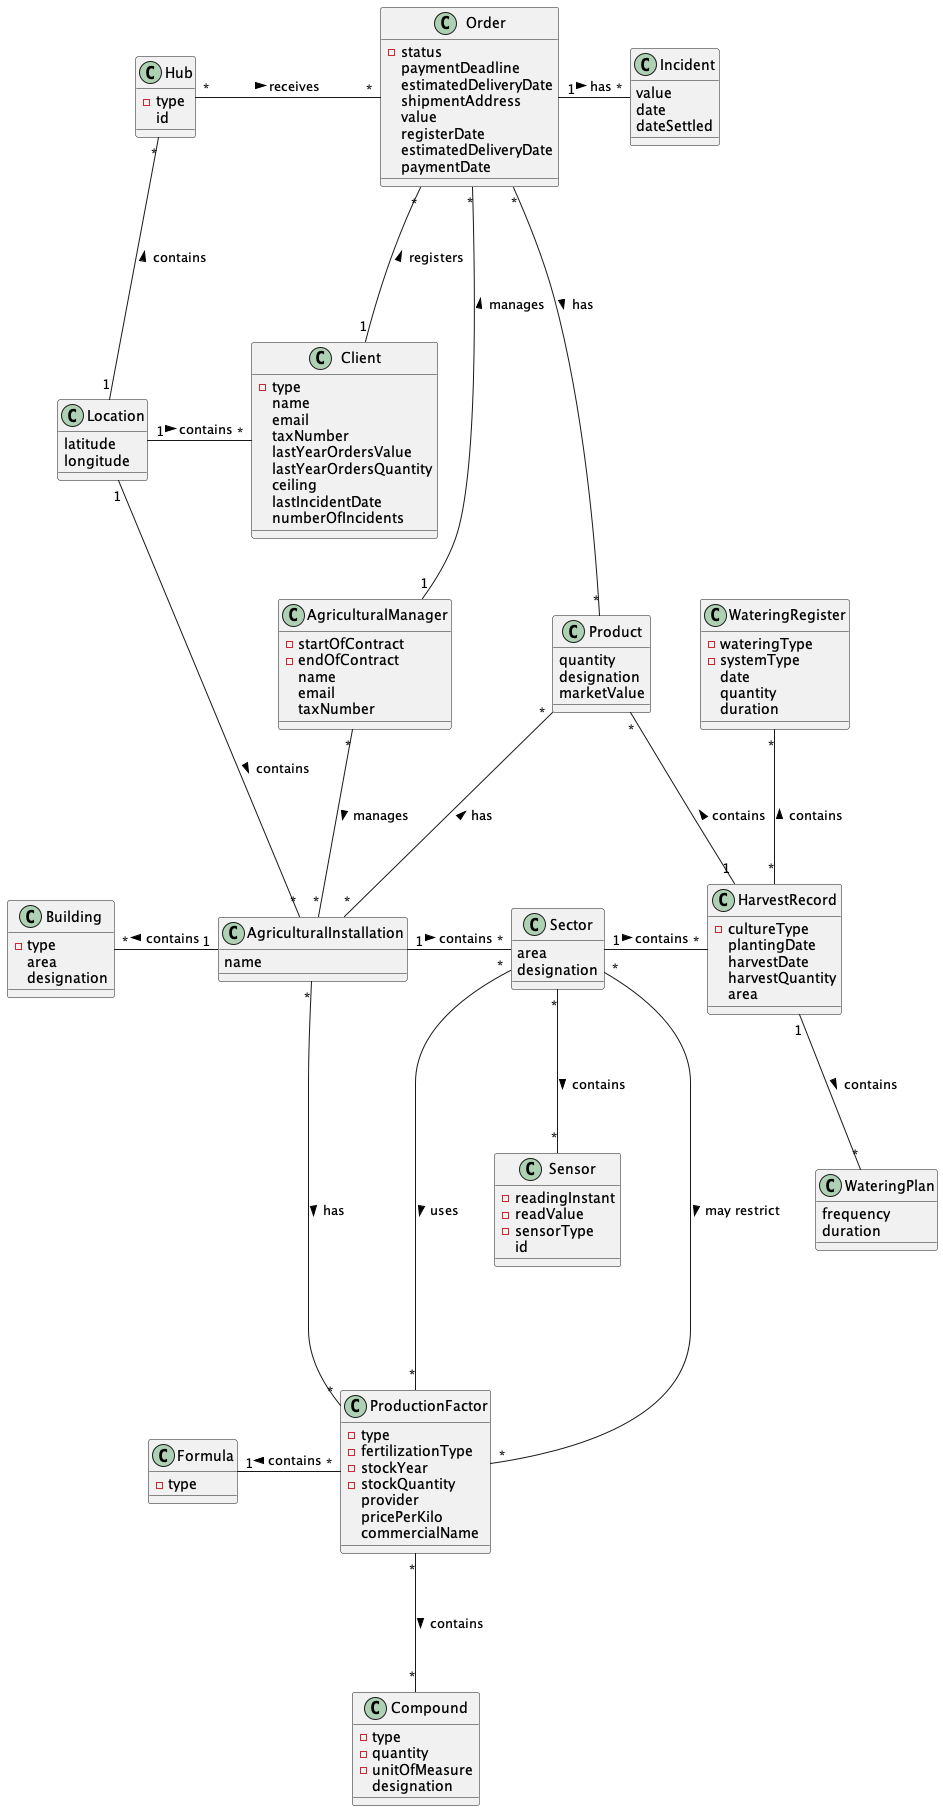 C Order
status
paymentDeadline
estimatedDeliveryDate
shipmentAddress
value
registerDate
estimatedDeliveryDate
paymentDate
C Hub
type
id
C Incident
value
date
dateSettled
* receives *
1 has *
*
contains
1
*
registers
1
*
manages
1
*
has
*
C Client
type
name
email
taxNumber
lastYearOrdersValue
lastYearOrdersQuantity
ceiling
lastIncidentDate
numberOfIncidents
C Location
latitude
longitude
1 contains *
1
contains
*
C AgriculturalManager
startOfContract
endOfContract
name
email
taxNumber
C Product
quantity
designation
marketValue
C WateringRegister
wateringType
systemType
date
quantity
duration
*
manages
*
*
has
*
*
contains
1
*
contains
*
C Building
type
area
designation
* contains 1
C AgriculturalInstallation
name
1 contains *
C Sector
area
designation
1 contains *
C HarvestRecord
cultureType
plantingDate
harvestDate
harvestQuantity
area
*
has
*
*
uses
*
*
contains
*
*
may restrict
*
1
contains
*
C Sensor
readingInstant
readValue
sensorType
id
C WateringPlan
frequency
duration
C ProductionFactor
type
fertilizationType
stockYear
stockQuantity
provider
pricePerKilo
commercialName
C Formula
type
1 contains *
*
contains
*
C Compound
type
quantity
unitOfMeasure
designation